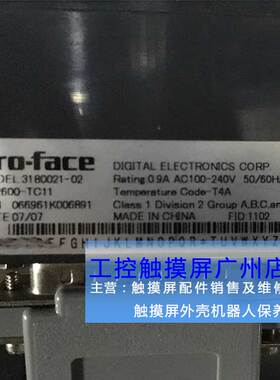 ro-face
DIGITAL ELECTRONICS CORP.
DEL 3180021-02
Rating:0.9A AC100-240V 50/60H
600-TC11
Temperature Code-T4A
066961K006891
Class 1 Division 2 Group A,B,C,an
TE 07/07
MADE IN CHINA
FID:1102
工控触摸屏广州店
主营：触摸屏配件销售及维修
触摸屏外壳机器人保养